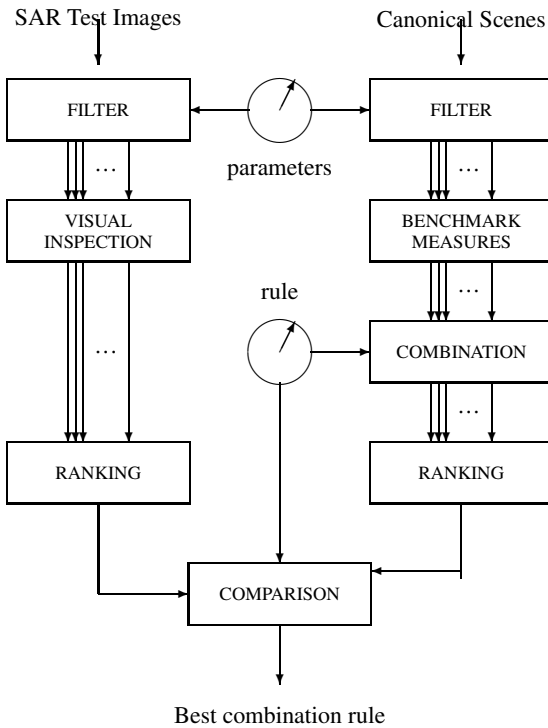 SAR Test Images
Canonical Scenes
FILTER
FILTER
...
...
parameters
VISUAL
INSPECTION
BENCHMARK
MEASURES
rule
...
...
COMBINATION
...
RANKING
RANKING
COMPARISON
Best combination rule